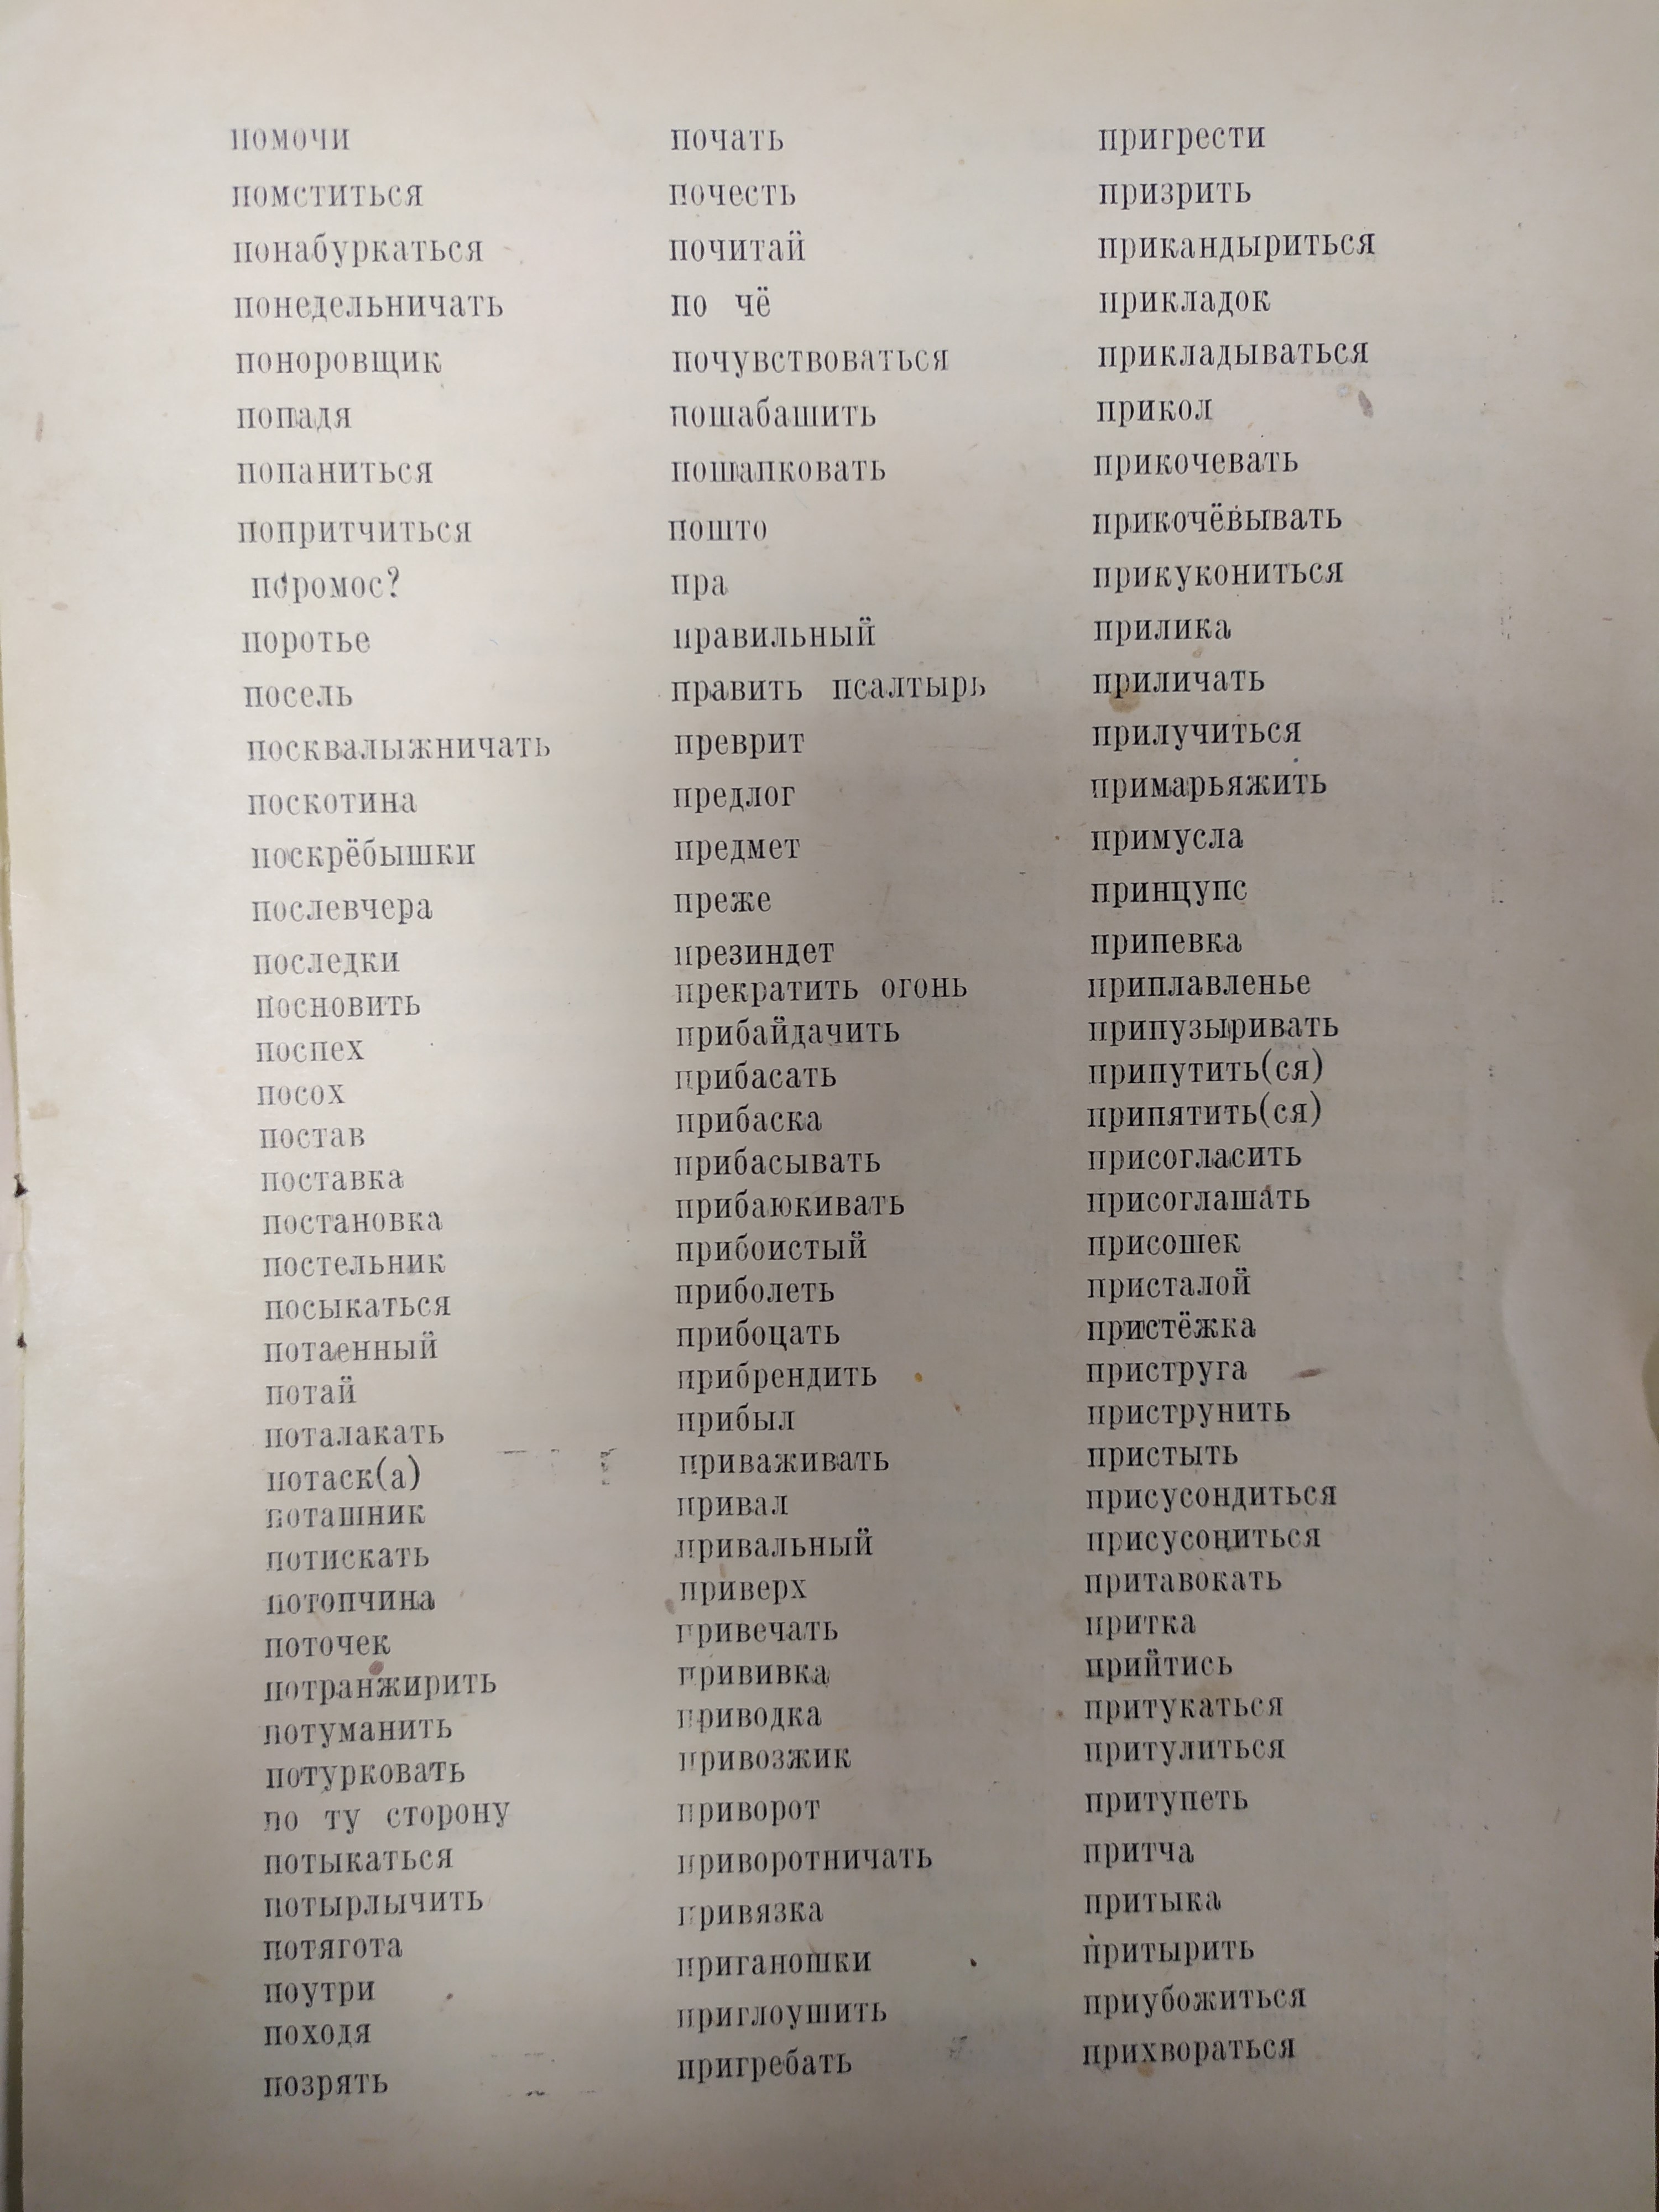 помочи
помститься
понабуркаться
понедельничать
поноровщик
попадя
попаниться
попритчиться
поромос?
поротье
посель
посквалыжничать
поскотина
поскрёбышки
послевчера
последки
посновить
поспех
посох
постав
поставка
постановка
постельник
посыкаться
потаенный
потай
поталакать
потаск(а)
поташник
потискать
потопчина
поточек
потранжирить
потуманить
потурковать
по ту сторону
потыкаться
потырлычить
потягота
поутри
походя
позрять
почать
почесть
почитай
по чё
почувствоваться
пошабашить
пошапковать
пошто
пра
правильный
править псалтырь
преврит
предлог
предмет
преже
презиндет
прекратить огонь
прибайдачить
прибасать
прибаска
прибасывать
прибаюкивать
прибоистый
приболеть
прибоцать
прибрендить
прибыл
приваживать
привал
привальный
приверх
привечать
прививка
приводка
привозжик
приворот
приворотничать
привязка
приганошки
приглоушить
пригребать
пригрести
призрить
прикандыриться
прикладок
прикладываться
прикол
прикочевать
прикочёвывать
прикукониться
прилика
приличать
прилучиться
примарьяжить
примусла
принцупс
припевка
приплавленье
припузыривать
припутить(ся)
припятить(ся)
присогласить
присоглашать
присошек
присталой
пристёжка
приструга
приструнить
пристыть
присусондиться
присусониться
притавокать
притка
прийтись
притукаться
притулиться
притупеть
притча
притыка
притырить
приубожиться
прихвораться